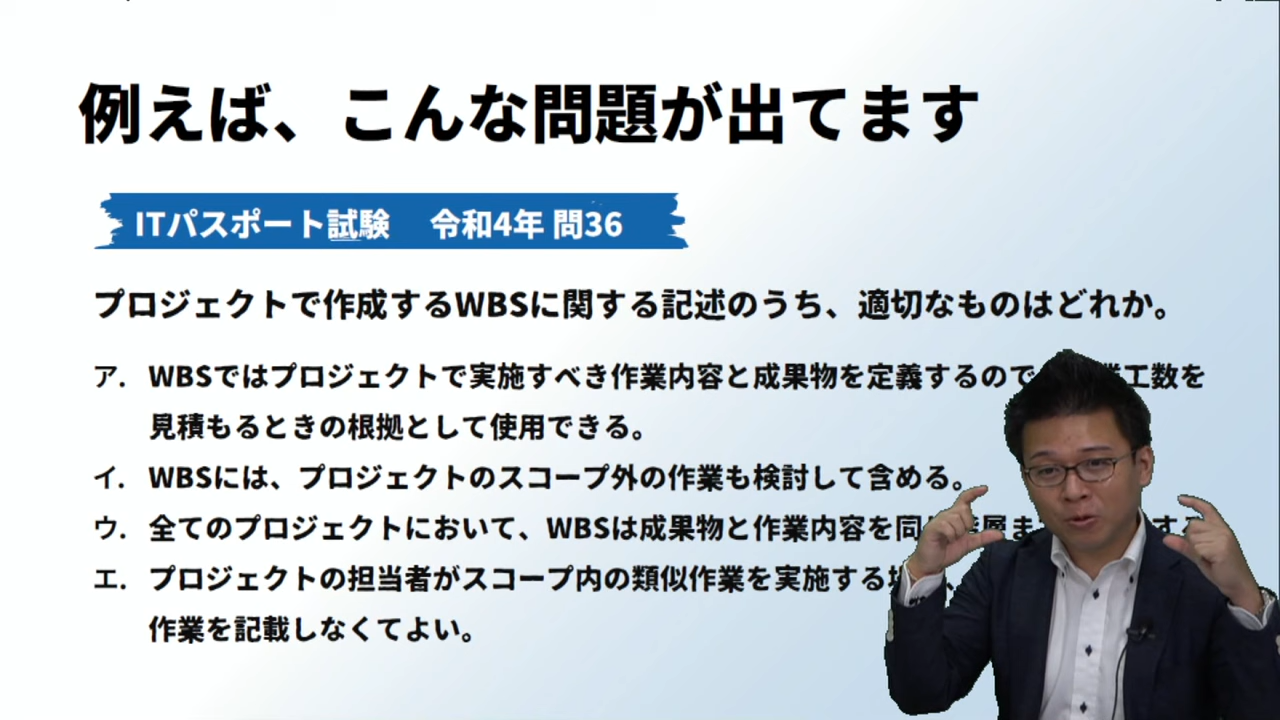 例えば、こんな問題が出てます
ITパスポート試験 令和4年 問36
プロジェクトで作成するWBSに関する記述のうち、適切なものはどれか。
ア. WBSではプロジェクトで実施すべき作業内容と成果物を定義するので 業工数を
見積もるときの根拠として使用できる。
イ. WBSには、プロジェクトのスコープ外の作業も検討して含める。
ウ. 全てのプロジェクトにおいて、WBSは成果物と作業内容を同 階層ま する
エ. プロジェクトの担当者がスコープ内の類似作業を実施する
作業を記載しなくてよい。